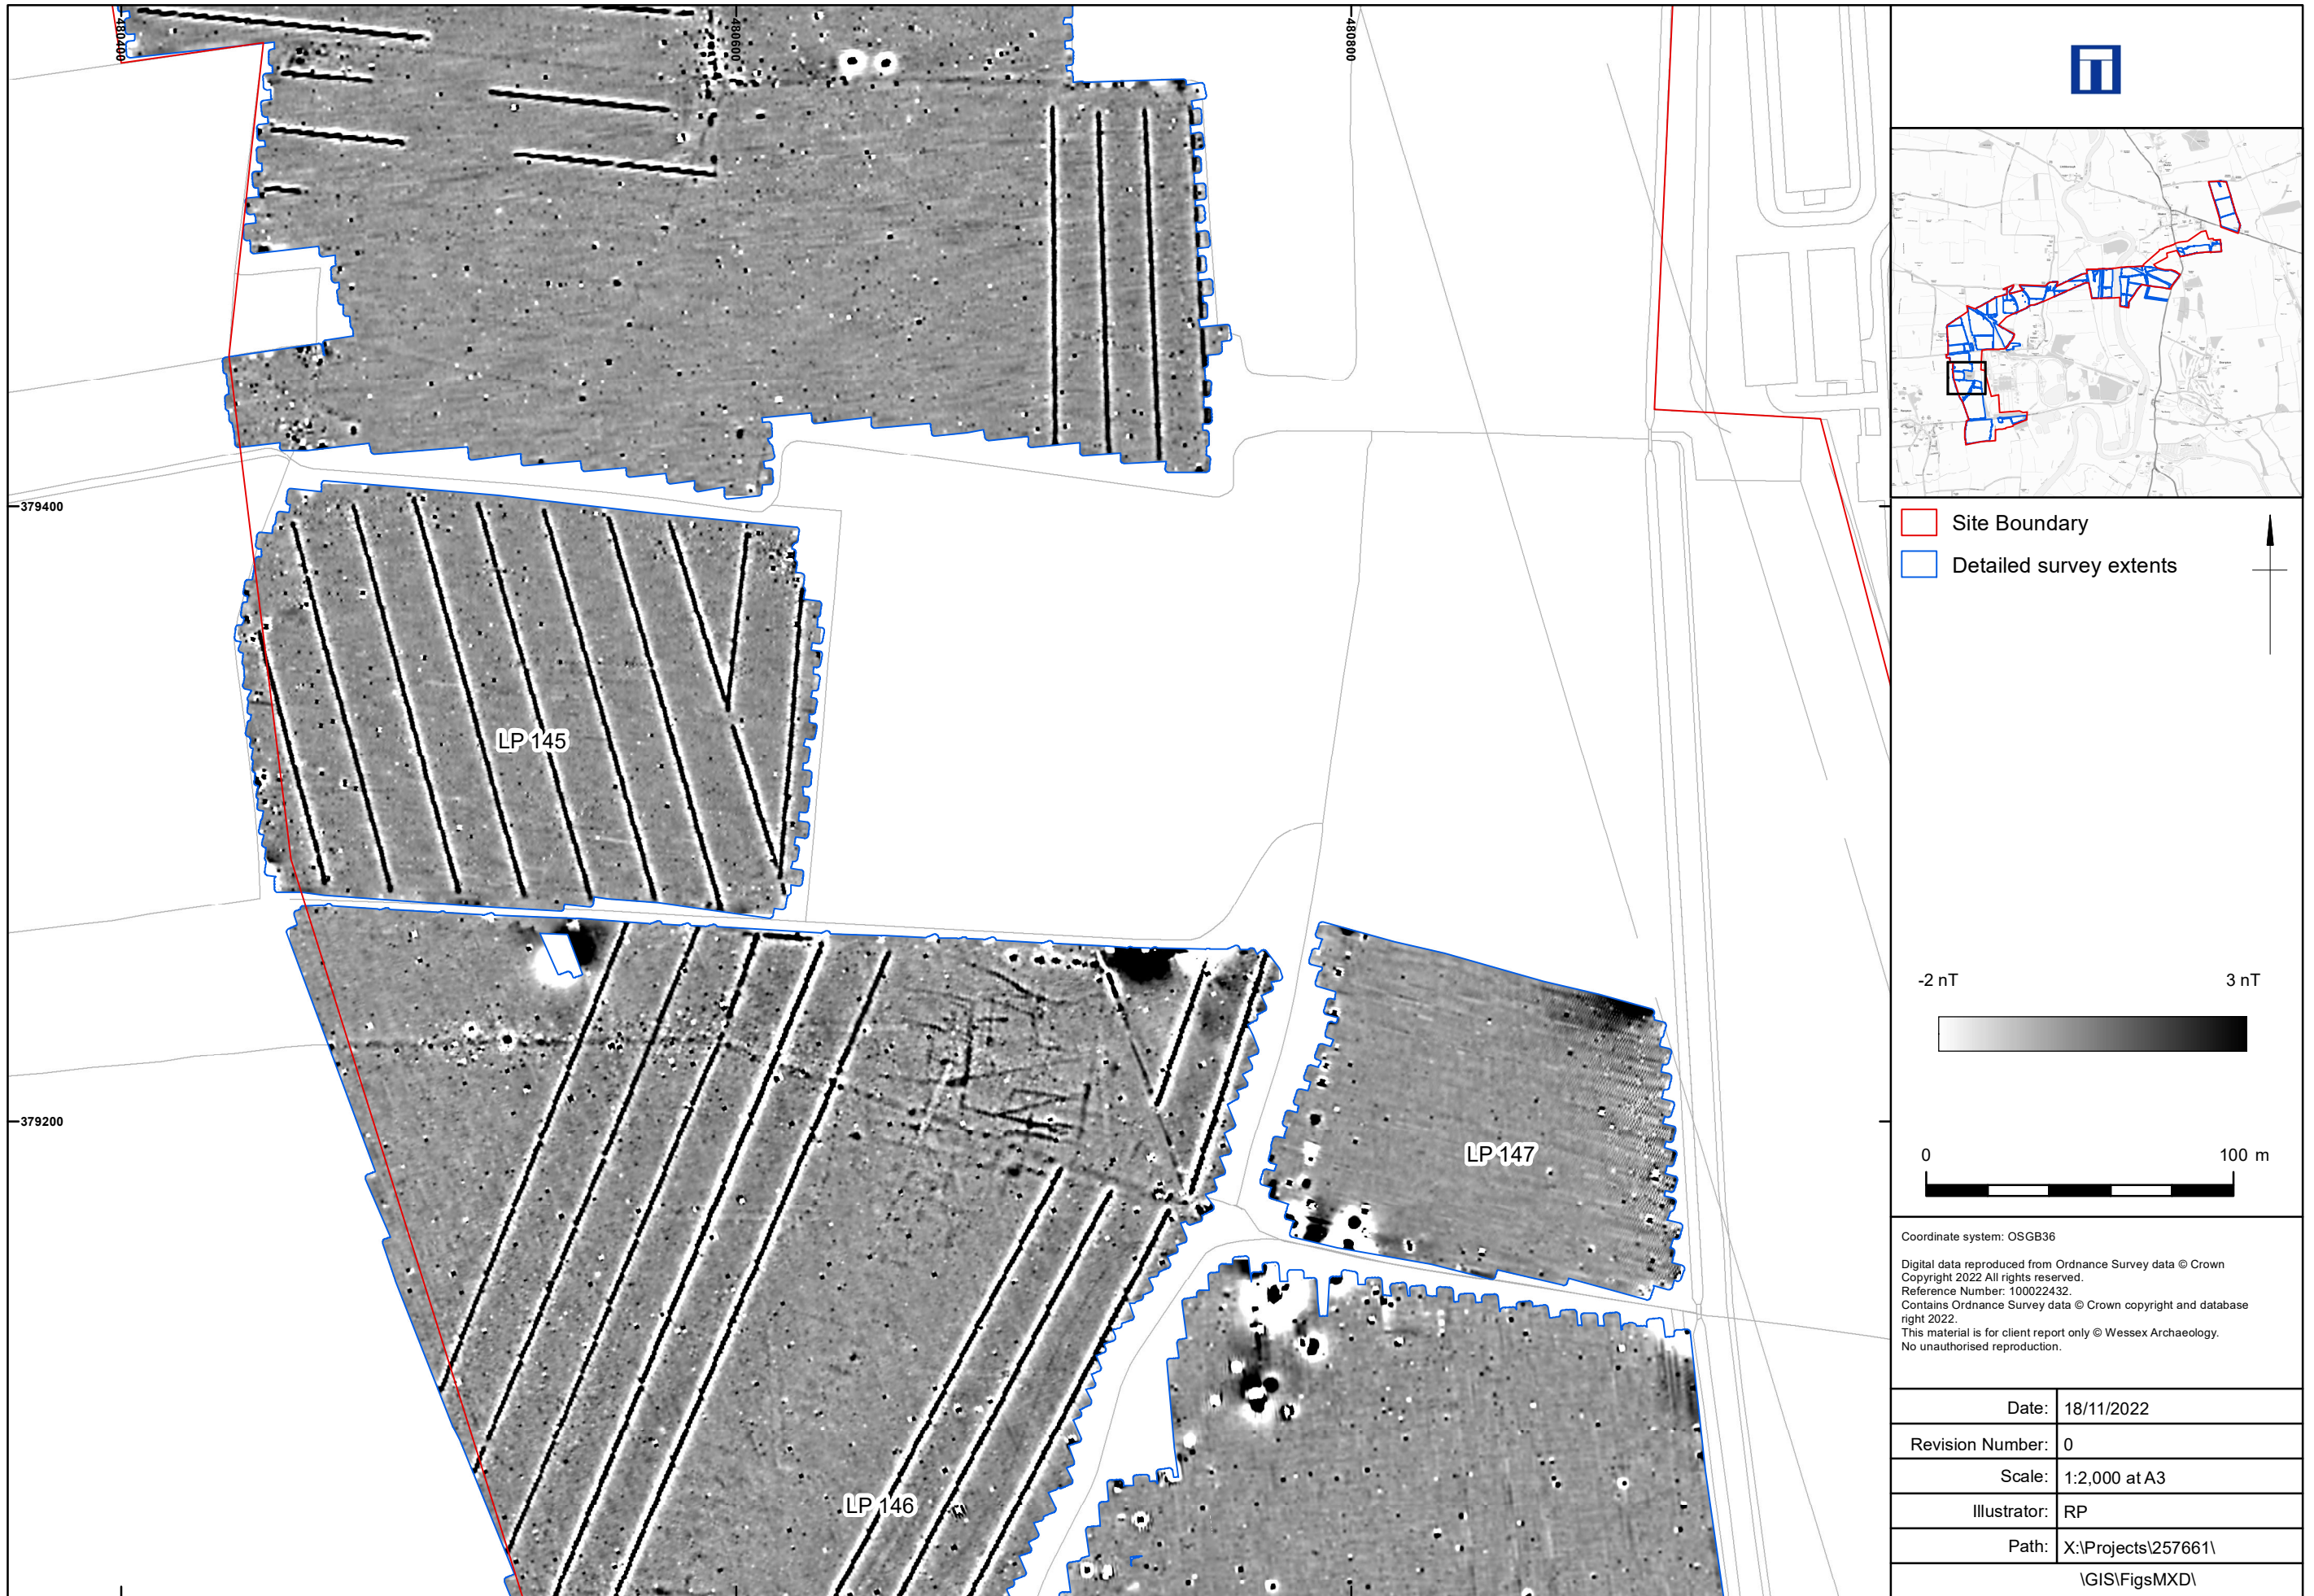 480400
480600
480800
379400
379200
LP 145
LP 147
LP 146
Site Boundary
Detailed survey extents
-2 nT 3 nT
0 100 m
Coordinate system: OSGB36
Digital data reproduced from Ordnance Survey data © Crown
Copyright 2022 All rights reserved.
Reference Number: 100022432.
Contains Ordnance Survey data © Crown copyright and database
right 2022.
This material is for client report only © Wessex Archaeology.
No unauthorised reproduction.
Date: 18/11/2022
Revision Number: 0
Scale: 1:2,000 at A3
Illustrator: RP
Path: X:\Projects\257661\
\GIS\FigsMXD\